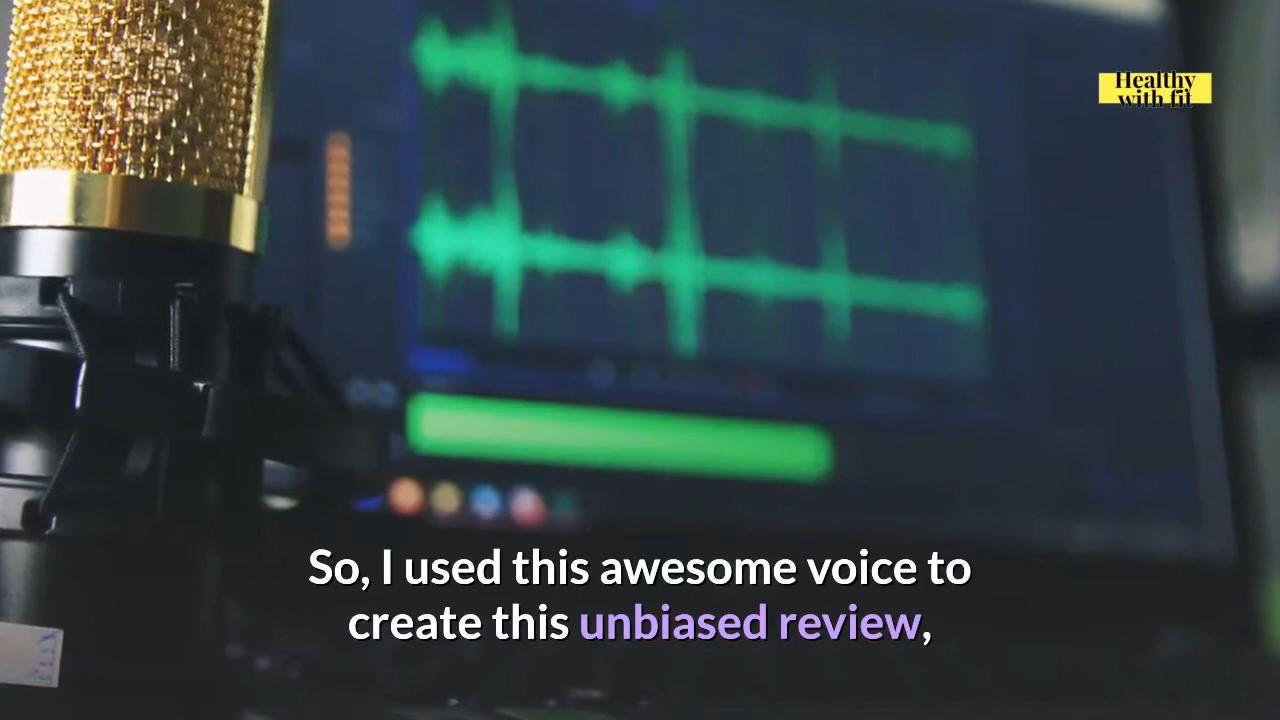 Healthy
with fit
So, I used this awesome voice to
create this unbiased review,